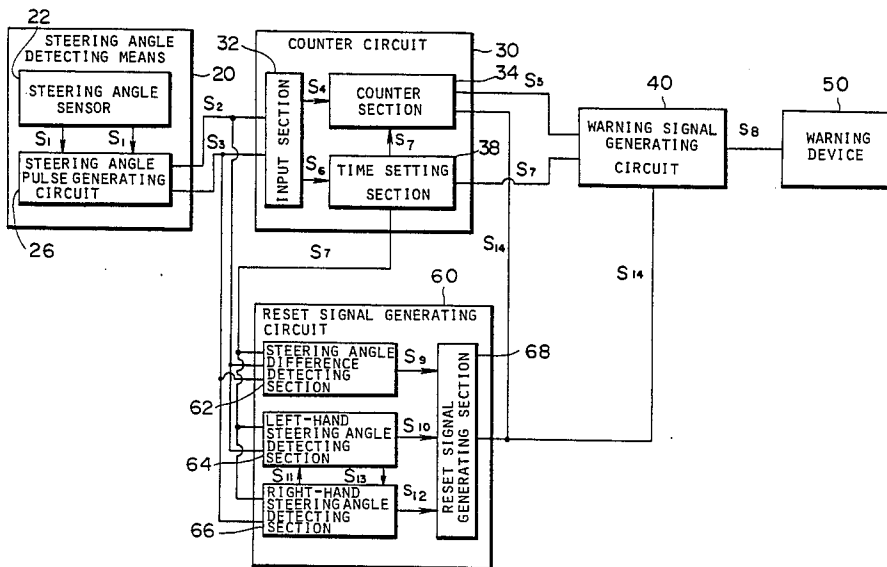 STEERING ANGLE
DETECTING MEANS
22
20
STEERING ANGLE
SENSOR
S1
S1
STEERING ANGLE
PULSE GENERATING
CIRCUIT
26
S2
S3
COUNTER CIRCUIT
30
32
INPUT SECTION
S4
34
COUNTER
SECTION
S7
S6
38
TIME SETTING
SECTION
S5
S7
40
WARNING SIGNAL
GENERATING
CIRCUIT
S8
50
WARNING
DEVICE
S7
S14
S14
60
RESET SIGNAL GENERATING
CIRCUIT
STEERING ANGLE
DIFFERENCE
DETECTING
SECTION
62
S9
68
LEFT-HAND
STEERING ANGLE
DETECTING
SECTION
64
S10
S11
S13
RIGHT-HAND
STEERING ANGLE
DETECTING
SECTION
66
S12
RESET SIGNAL
GENERATING SECTION